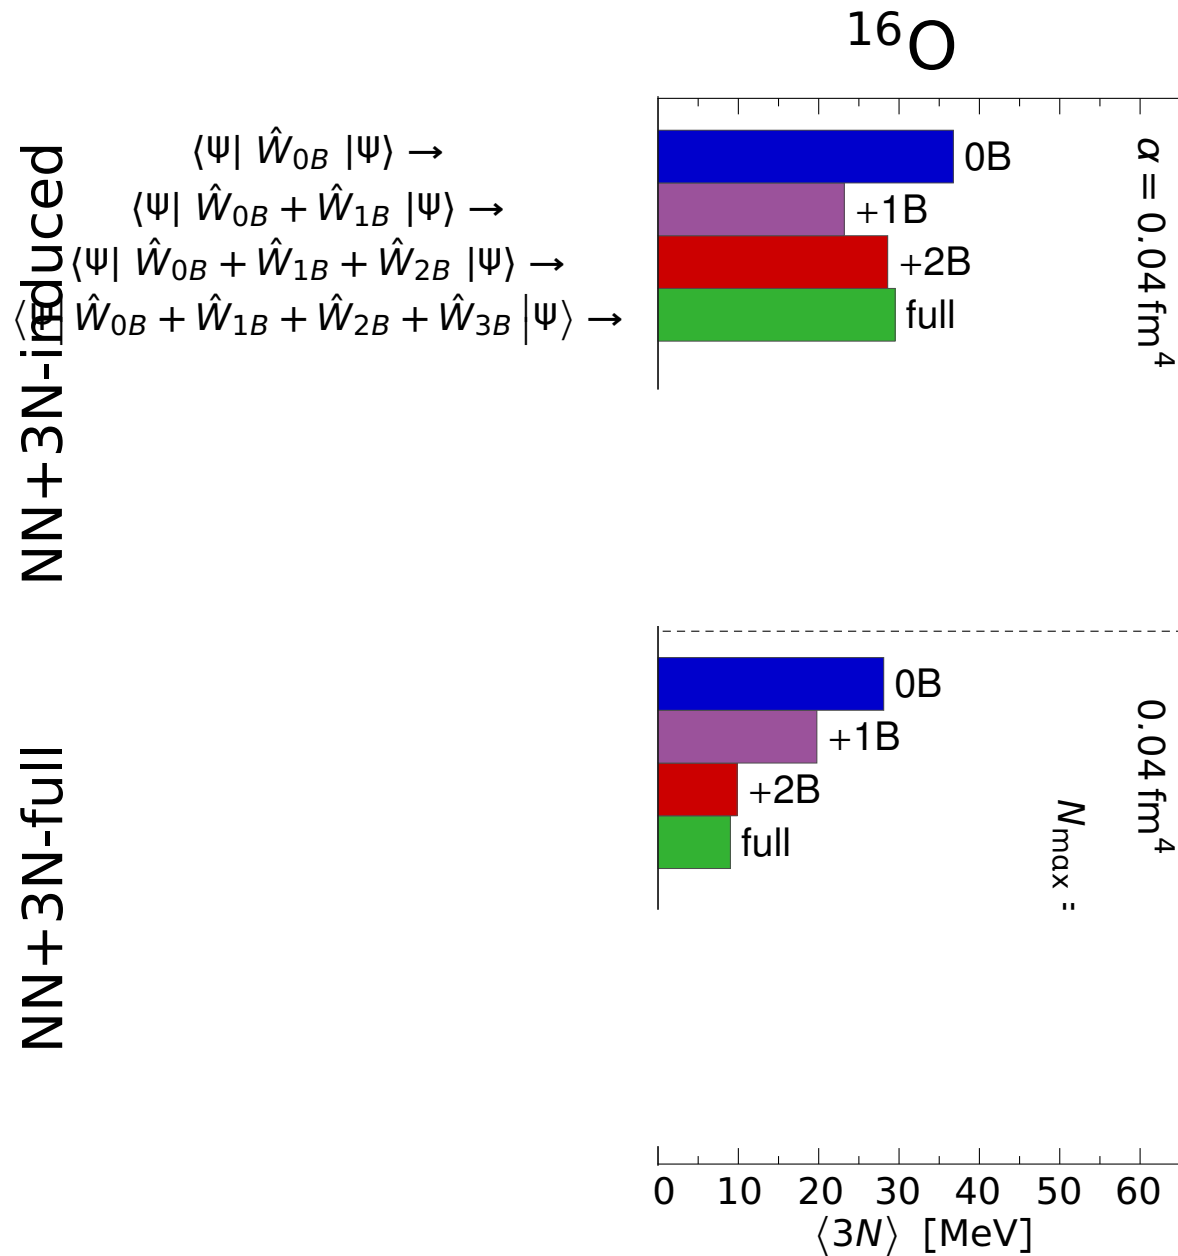 ¹⁶O
NN+3N-induced
⟨Ψ| Ŵ₀B |Ψ⟩ →
⟨Ψ| Ŵ₀B + Ŵ₁B |Ψ⟩ →
⟨Ψ| Ŵ₀B + Ŵ₁B + Ŵ₂B |Ψ⟩ →
⟨Ψ| Ŵ₀B + Ŵ₁B + Ŵ₂B + Ŵ₃B |Ψ⟩ →
0B
+1B
+2B
full
α = 0.04 fm⁴
NN+3N-full
0B
+1B
+2B
full
0.04 fm⁴
Nmax =
0 10 20 30 40 50 60
⟨3N⟩ [MeV]